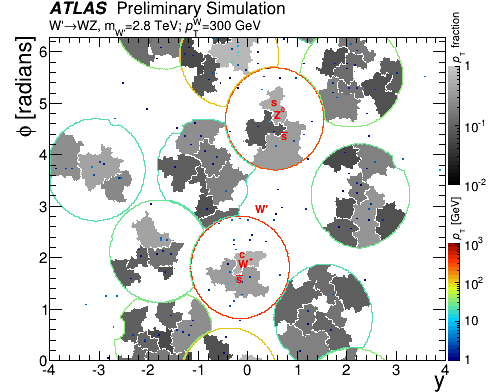 ATLAS Preliminary Simulation
W'→WZ, m_W'=2.8 TeV; p_T^W=300 GeV
p_T fraction
1
10^-1
10^-2
p_T [GeV]
10^3
10^2
10
1
ϕ [radians]
6
5
4
3
2
1
0
s
Z^0
s̄
W'
c
W
s̄
-4 -3 -2 -1 0 1 2 3 4
y